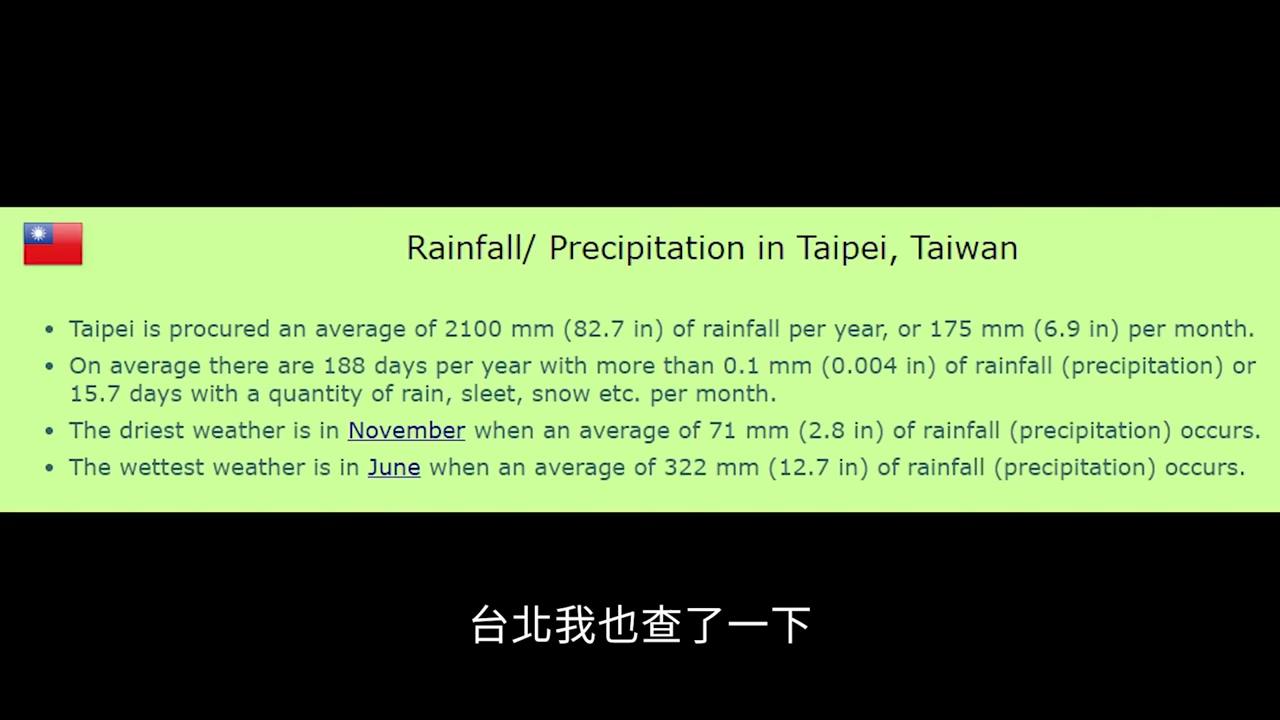 Rainfall/ Precipitation in Taipei, Taiwan
• Taipei is procured an average of 2100 mm (82.7 in) of rainfall per year, or 175 mm (6.9 in) per month.
• On average there are 188 days per year with more than 0.1 mm (0.004 in) of rainfall (precipitation) or
15.7 days with a quantity of rain, sleet, snow etc. per month.
• The driest weather is in November when an average of 71 mm (2.8 in) of rainfall (precipitation) occurs.
• The wettest weather is in June when an average of 322 mm (12.7 in) of rainfall (precipitation) occurs.
台北我也查了一下